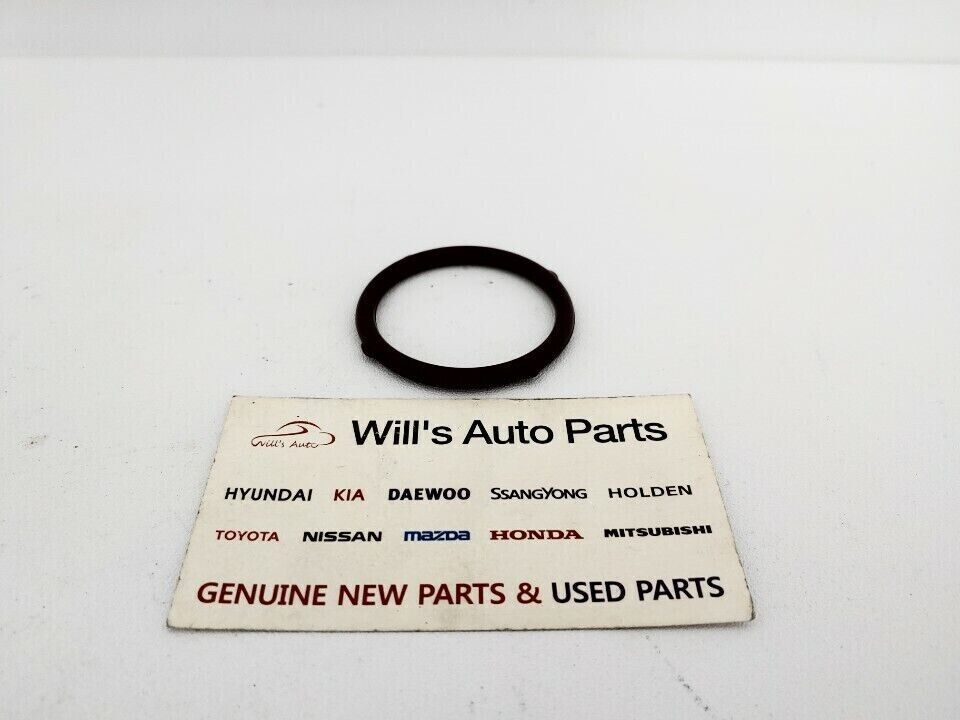 Will's Auto
Will's Auto Parts
HYUNDAI KIA DAEWOO SSANGYONG HOLDEN
TOYOTA NISSAN mazda HONDA MITSUBISHI
GENUINE NEW PARTS & USED PARTS